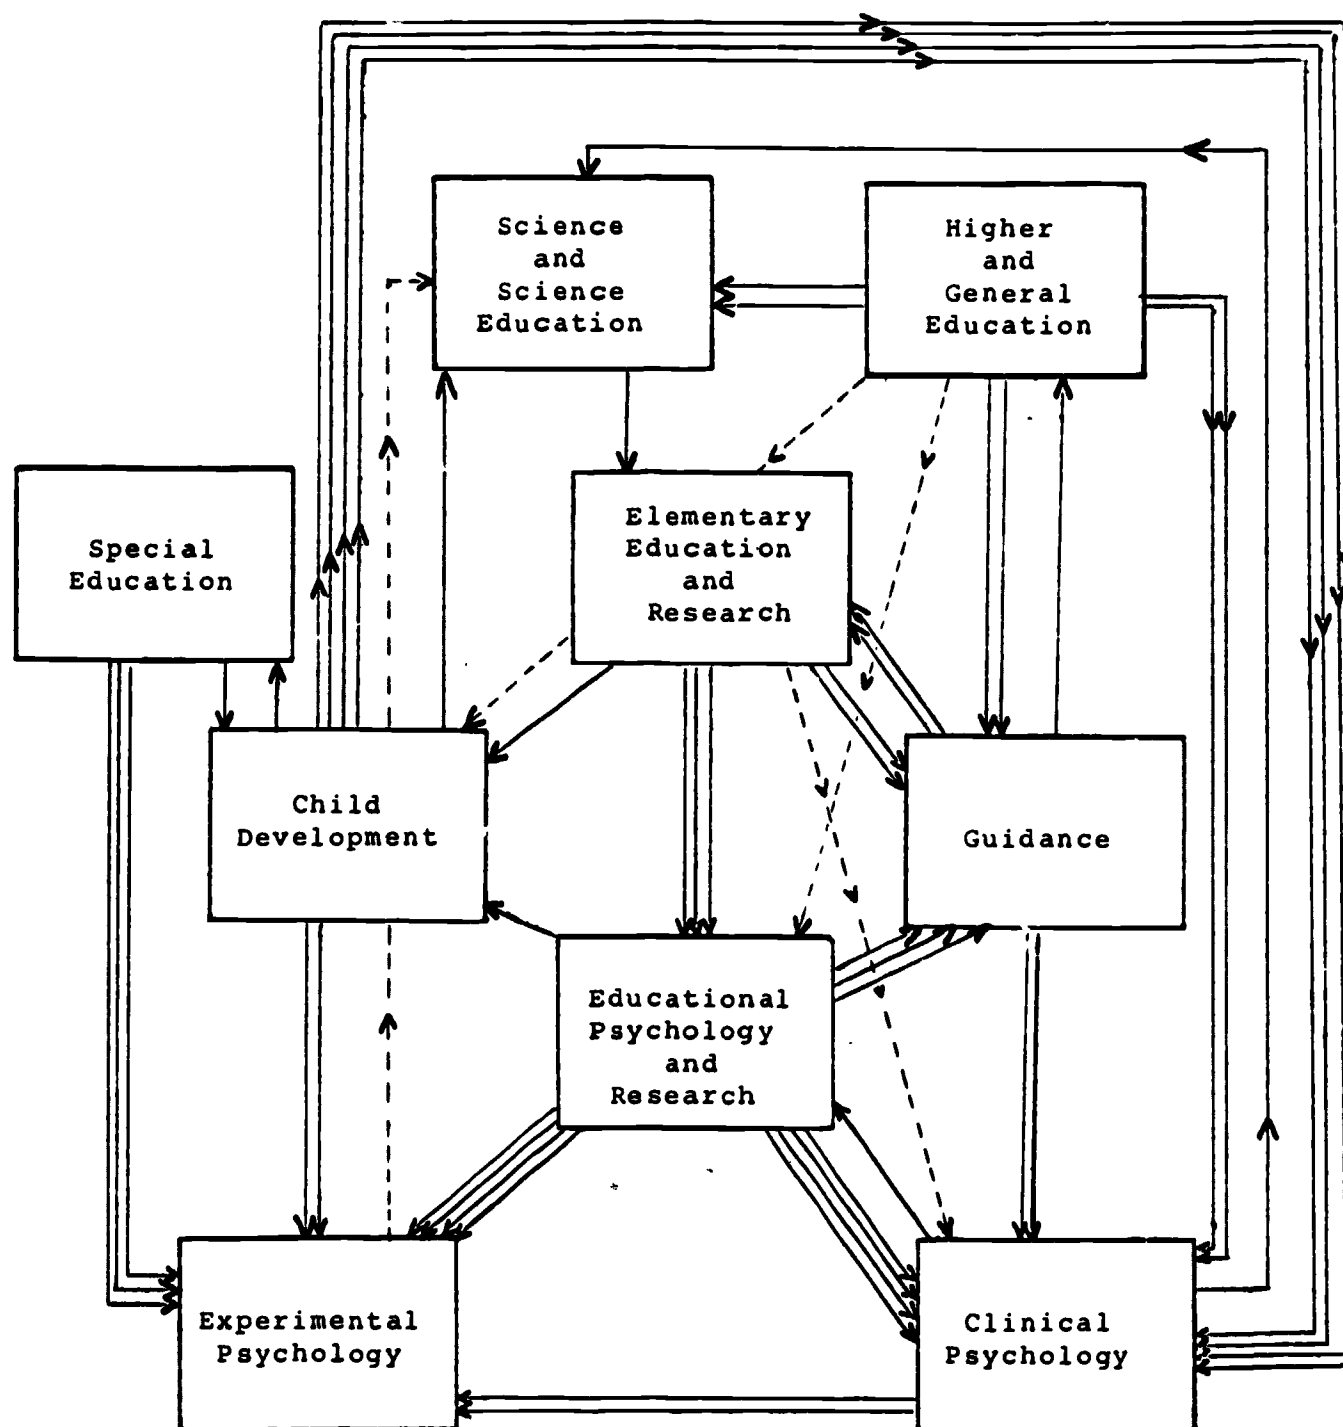 Science
and
Science
Education
Higher
and
General
Education
Special
Education
Elementary
Education
and
Research
Child
Development
Guidance
Educational
Psychology
and
Research
Experimental
Psychology
Clinical
Psychology